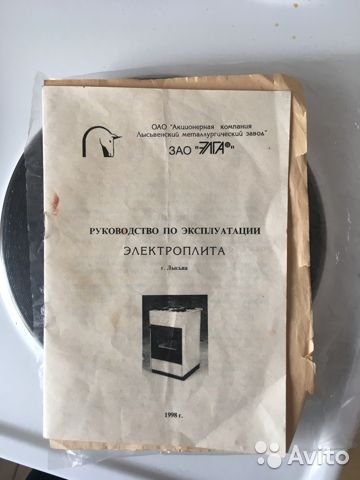 ОАО "Акционерная компания
Лысьвенский металлургический завод"
ЗАО "ЭЛГА®"
РУКОВОДСТВО ПО ЭКСПЛУАТАЦИИ
ЭЛЕКТРОПЛИТА
г. Лысьва
1998 г.
Avito